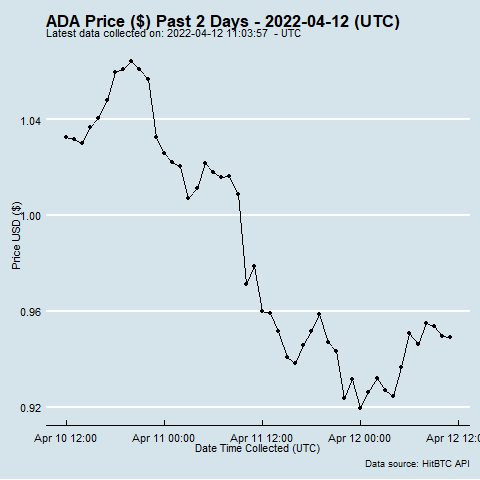 ADA Price ($) Past 2 Days - 2022-04-12 (UTC)
Latest data collected on: 2022-04-12 11:03:57 - UTC
1.04
1.00
0.96
0.92
Price USD ($)
Apr 10 12:00
Apr 11 00:00
Apr 11 12:00
Apr 12 00:00
Apr 12 12:0
Date Time Collected (UTC)
Data source: HitBTC API